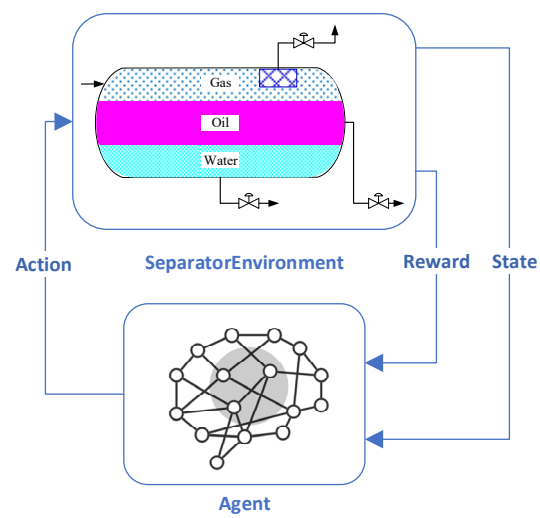 Gas
Oil
Water
Action
SeparatorEnvironment
Reward
State
Agent